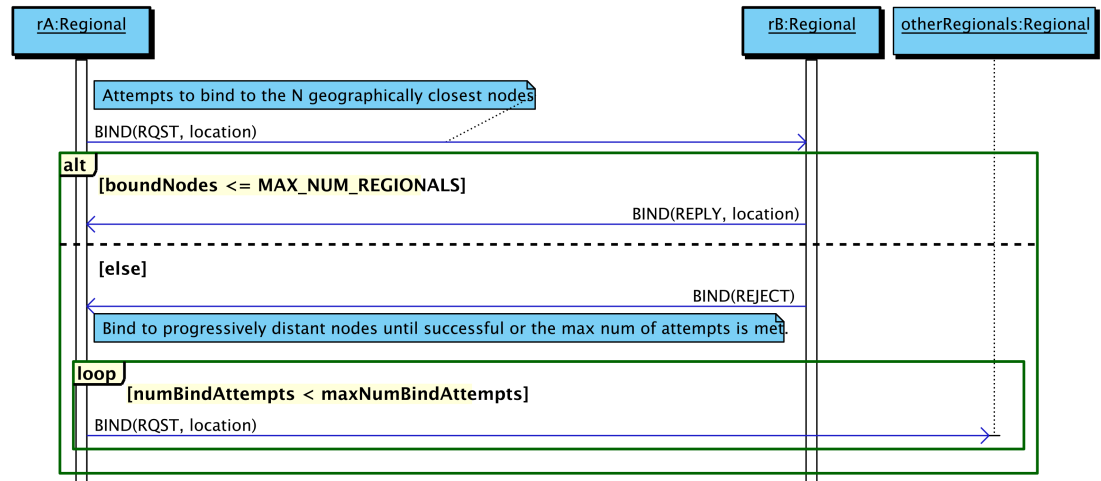 rA:Regional
rB:Regional
otherRegionals:Regional
Attempts to bind to the N geographically closest nodes
BIND(RQST, location)
alt
[boundNodes <= MAX_NUM_REGIONALS]
BIND(REPLY, location)
[else]
BIND(REJECT)
Bind to progressively distant nodes until successful or the max num of attempts is met.
loop
[numBindAttempts < maxNumBindAttempts]
BIND(RQST, location)